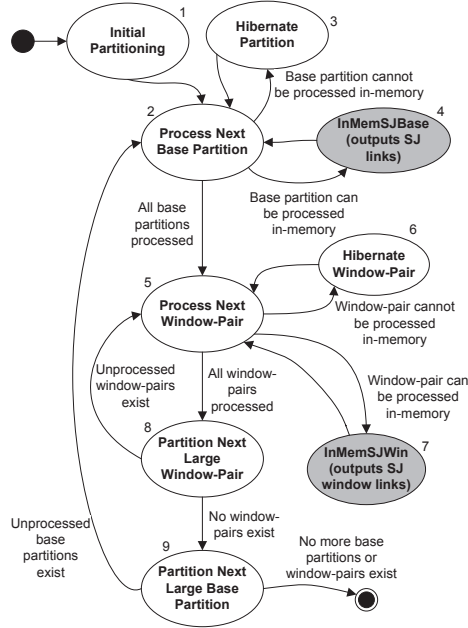 1
Initial
Partitioning
3
Hibernate
Partition
Base partition cannot
be processed in-memory
2
Process Next
Base Partition
4
InMemSJBase
(outputs SJ
links)
Base partition can
be processed
in-memory
All base
partitions
processed
6
Hibernate
Window-Pair
5
Process Next
Window-Pair
Window-pair cannot
be processed
in-memory
Unprocessed
window-pairs
exist
All window-
pairs
processed
Window-pair can
be processed
in-memory
8
Partition Next
Large
Window-Pair
7
InMemSJWin
(outputs SJ
window links)
No window-
pairs exist
Unprocessed
base
partitions
exist
9
Partition Next
Large Base
Partition
No more base
partitions or
window-pairs exist